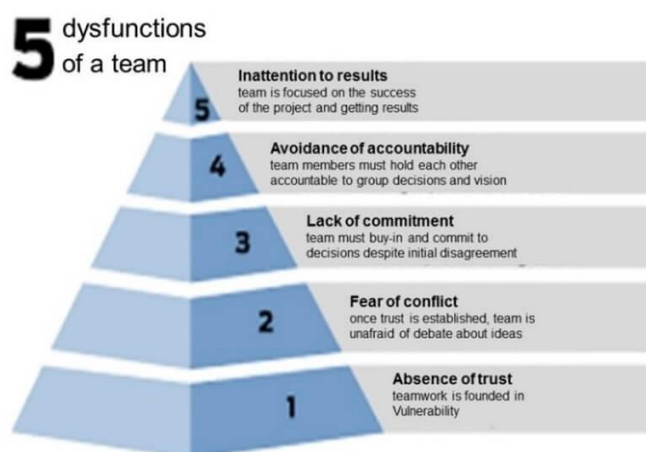 5 dysfunctions
of a team
5
Inattention to results
team is focused on the success
of the project and getting results
4
Avoidance of accountability
team members must hold each other
accountable to group decisions and vision
3
Lack of commitment
team must buy-in and commit to
decisions despite initial disagreement
2
Fear of conflict
once trust is established, team is
unafraid of debate about ideas
1
Absence of trust
teamwork is founded in
Vulnerability